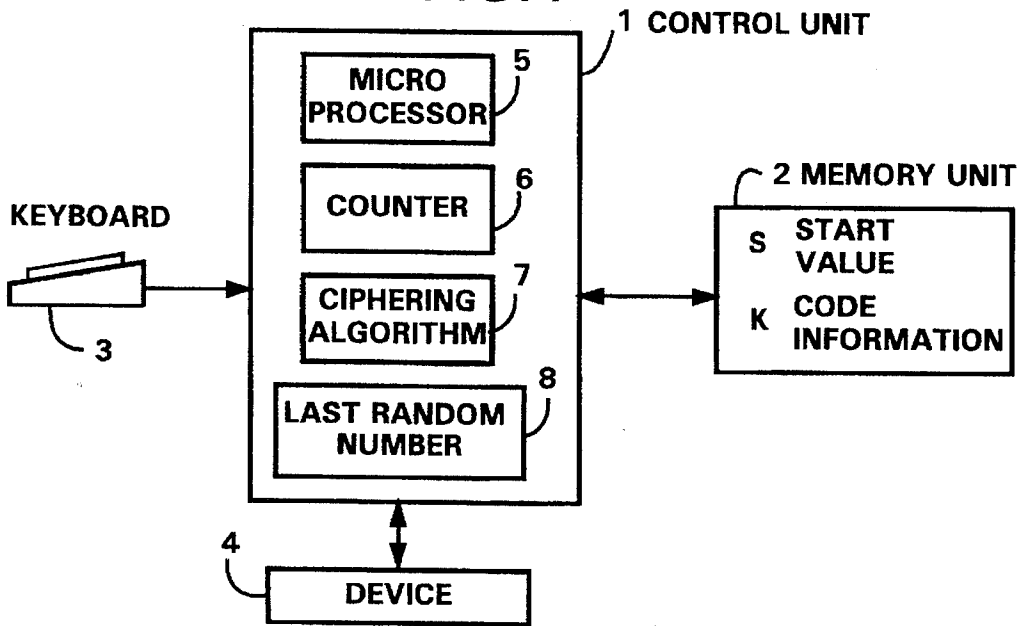 1 CONTROL UNIT
5
MICRO
PROCESSOR
6
COUNTER
2 MEMORY UNIT
S START
VALUE
K CODE
INFORMATION
KEYBOARD
3
7
CIPHERING
ALGORITHM
8
LAST RANDOM
NUMBER
4
DEVICE